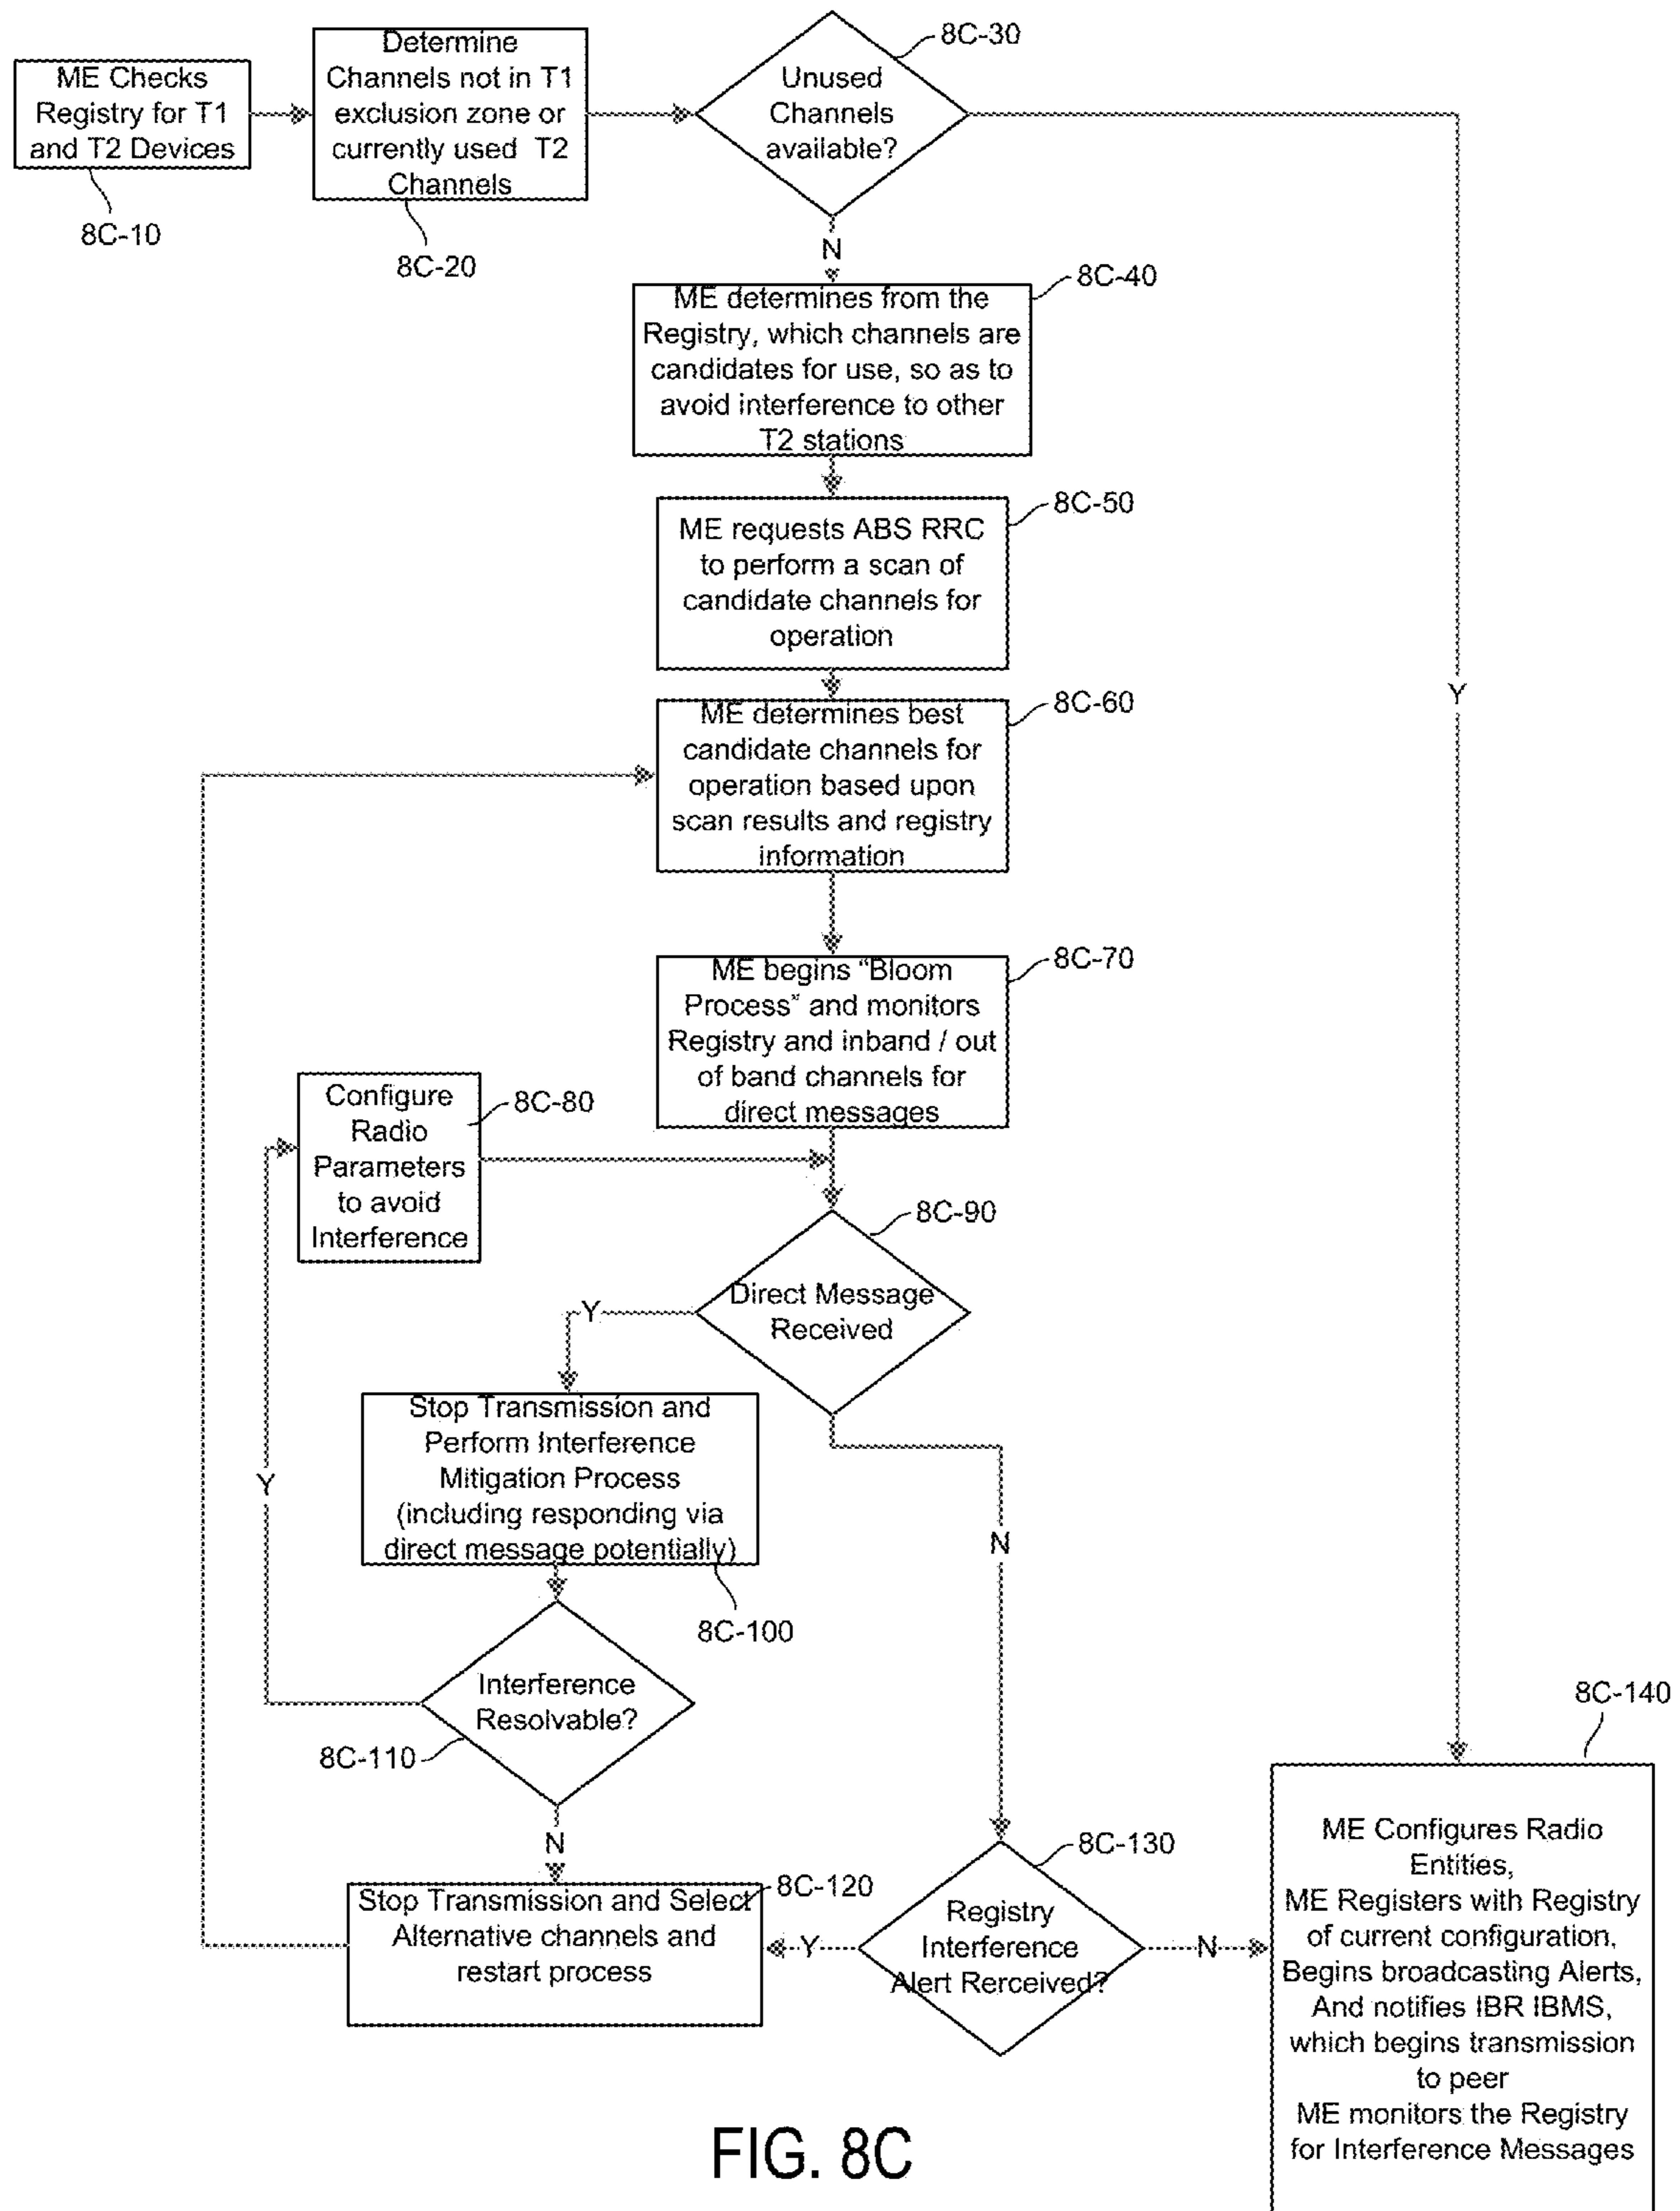 ME Checks
Registry for T1
and T2 Devices
8C-10
Determine
Channels not in T1
exclusion zone or
currently used T2
Channels
8C-20
Unused
Channels
available?
8C-30
N
Y
ME determines from the
Registry, which channels are
candidates for use, so as to
avoid interference to other
T2 stations
8C-40
ME requests ABS RRC
to perform a scan of
candidate channels for
operation
8C-50
ME determines best
candidate channels for
operation based upon
scan results and registry
information
8C-60
ME begins “Bloom
Process” and monitors
Registry and inband / out
of band channels for
direct messages
8C-70
Configure
Radio
Parameters
to avoid
Interference
8C-80
Direct Message
Received
8C-90
Y
N
Stop Transmission and
Perform Interference
Mitigation Process
(including responding via
direct message potentially)
8C-100
Interference
Resolvable?
8C-110
Y
N
Stop Transmission and Select
Alternative channels and
restart process
8C-120
Registry
Interference
Alert Rerceived?
8C-130
Y
N
8C-140
ME Configures Radio
Entities,
ME Registers with Registry
of current configuration,
Begins broadcasting Alerts,
And notifies IBR IBMS,
which begins transmission
to peer
ME monitors the Registry
for Interference Messages
FIG. 8C